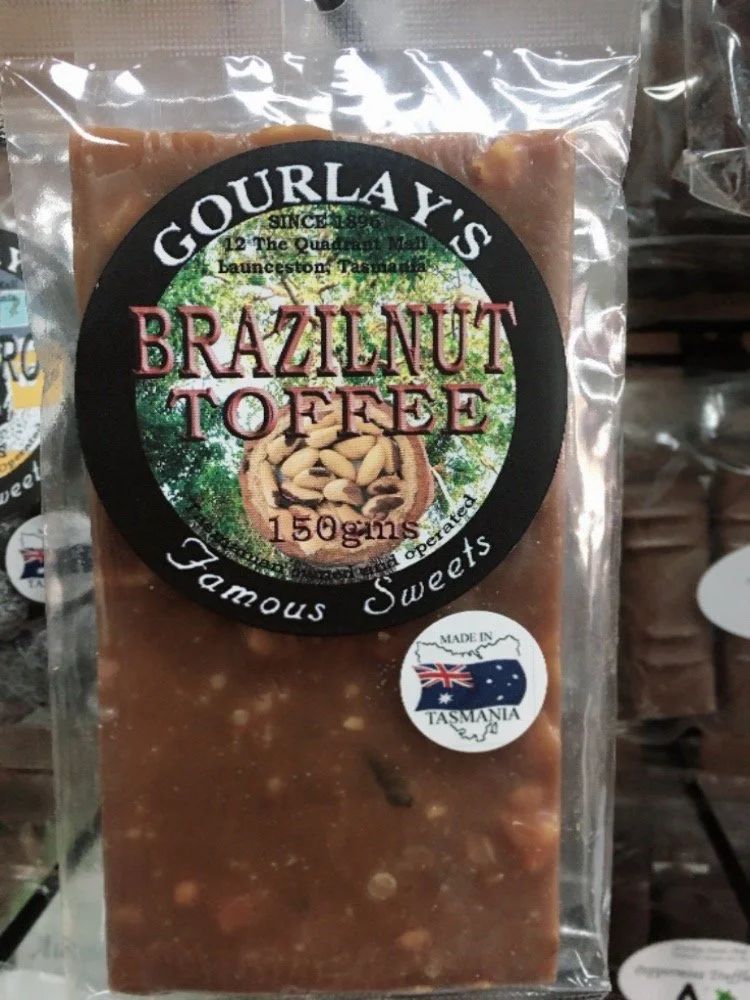 GOURLAY'S
SINCE 1896
12 The Quadrant Mall
Launceston, Tasmania
BRAZILNUT
TOFFEE
150gms
Tasmanian owned and operated
Famous Sweets
MADE IN
TASMANIA